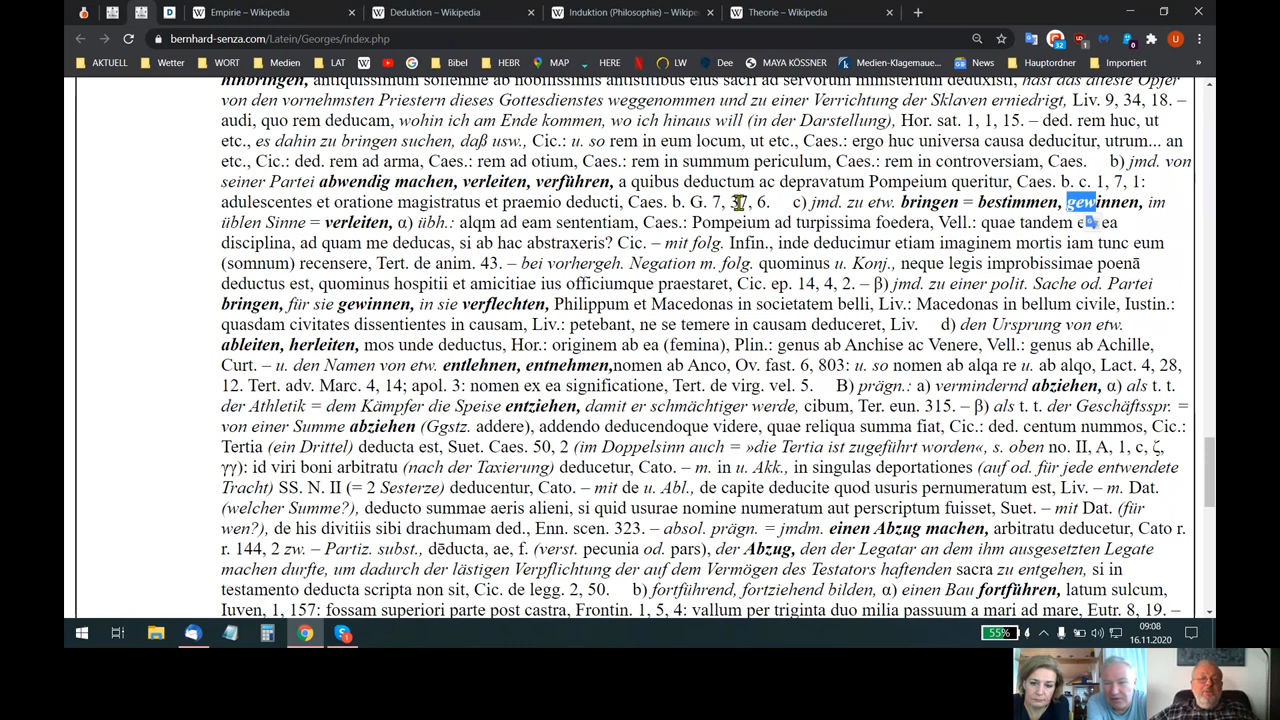 Empirie – Wikipedia
Deduktion – Wikipedia
Induktion (Philosophie) – Wikipe
Theorie – Wikipedia
bernhard-senza.com/Latein/Georges/index.php
AKTUELL Wetter WORT Medien LAT Bibel HEBR MAP HERE LW Dee MAYA KÖSSNER Medien-Klagemaue... News Hauptordner Importiert
hinbringen, antiquissimum sollemne ab nobilissimis antistitibus eius sacri ad servorum ministerium deduxisti, hast das älteste Opfer
von den vornehmsten Priestern dieses Gottesdienstes weggenommen und zu einer Verrichtung der Sklaven erniedrigt, Liv. 9, 34, 18. –
audi, quo rem deducam, wohin ich am Ende kommen, wo ich hinaus will (in der Darstellung), Hor. sat. 1, 1, 15. – ded. rem huc, ut
etc., es dahin zu bringen suchen, daß usw., Cic.: u. so rem in eum locum, ut etc., Caes.: ergo huc universa causa deducitur, utrum... an
etc., Cic.: ded. rem ad arma, Caes.: rem ad otium, Caes.: rem in summum periculum, Caes.: rem in controversiam, Caes. b) jmd. von
seiner Partei abwendig machen, verleiten, verführen, a quibus deductum ac depravatum Pompeium queritur, Caes. b. c. 1, 7, 1:
adulescentes et oratione magistratus et praemio deducti, Caes. b. G. 7, 37, 6. c) jmd. zu etw. bringen = bestimmen, gewinnen, im
üblen Sinne = verleiten, α) übh.: alqm ad eam sententiam, Caes.: Pompeium ad turpissima foedera, Vell.: quae tandem ea
disciplina, ad quam me deducas, si ab hac abstraxeris? Cic. – mit folg. Infin., inde deducimur etiam imaginem mortis iam tunc eum
(somnum) recensere, Tert. de anim. 43. – bei vorhergeh. Negation m. folg. quominus u. Konj., neque legis improbissimae poenā
deductus est, quominus hospitii et amicitiae ius officiumque praestaret, Cic. ep. 14, 4, 2. – β) jmd. zu einer polit. Sache od. Partei
bringen, für sie gewinnen, in sie verflechten, Philippum et Macedonas in societatem belli, Liv.: Macedonas in bellum civile, Iustin.:
quasdam civitates dissentientes in causam, Liv.: petebant, ne se temere in causam deduceret, Liv. d) den Ursprung von etw.
ableiten, herleiten, mos unde deductus, Hor.: originem ab ea (femina), Plin.: genus ab Anchise ac Venere, Vell.: genus ab Achille,
Curt. – u. den Namen von etw. entlehnen, entnehmen,nomen ab Anco, Ov. fast. 6, 803: u. so nomen ab alqa re u. ab alqo, Lact. 4, 28,
12. Tert. adv. Marc. 4, 14; apol. 3: nomen ex ea significatione, Tert. de virg. vel. 5. B) prägn.: a) vermindernd abziehen, α) als t. t.
der Athletik = dem Kämpfer die Speise entziehen, damit er schmächtiger werde, cibum, Ter. eun. 315. – β) als t. t. der Geschäftsspr. =
von einer Summe abziehen (Ggstz. addere), addendo deducendoque videre, quae reliqua summa fiat, Cic.: ded. centum nummos, Cic.:
Tertia (ein Drittel) deducta est, Suet. Caes. 50, 2 (im Doppelsinn auch = »die Tertia ist zugeführt worden«, s. oben no. II, A, 1, c, ζ,
γγ): id viri boni arbitratu (nach der Taxierung) deducetur, Cato. – m. in u. Akk., in singulas deportationes (auf od. für jede entwendete
Tracht) SS. N. II (= 2 Sesterze) deducentur, Cato. – mit de u. Abl., de capite deducite quod usuris pernumeratum est, Liv. – m. Dat.
(welcher Summe?), deducto summae aeris alieni, si quid usurae nomine numeratum aut perscriptum fuisset, Suet. – mit Dat. (für
wen?), de his divitiis sibi drachumam ded., Enn. scen. 323. – absol. prägn. = jmdm. einen Abzug machen, arbitratu deducetur, Cato r.
r. 144, 2 zw. – Partiz. subst., dēducta, ae, f. (verst. pecunia od. pars), der Abzug, den der Legatar an dem ihm ausgesetzten Legate
machen durfte, um dadurch der lästigen Verpflichtung der auf dem Vermögen des Testators haftenden sacra zu entgehen, si in
testamento deducta scripta non sit, Cic. de legg. 2, 50. b) fortführend, fortziehend bilden, α) einen Bau fortführen, latum sulcum,
Iuven, 1, 157: fossam superiori parte post castra, Frontin. 1, 5, 4: vallum per triginta duo milia passuum a mari ad mare, Eutr. 8, 19. –
55%
09:08
16.11.2020